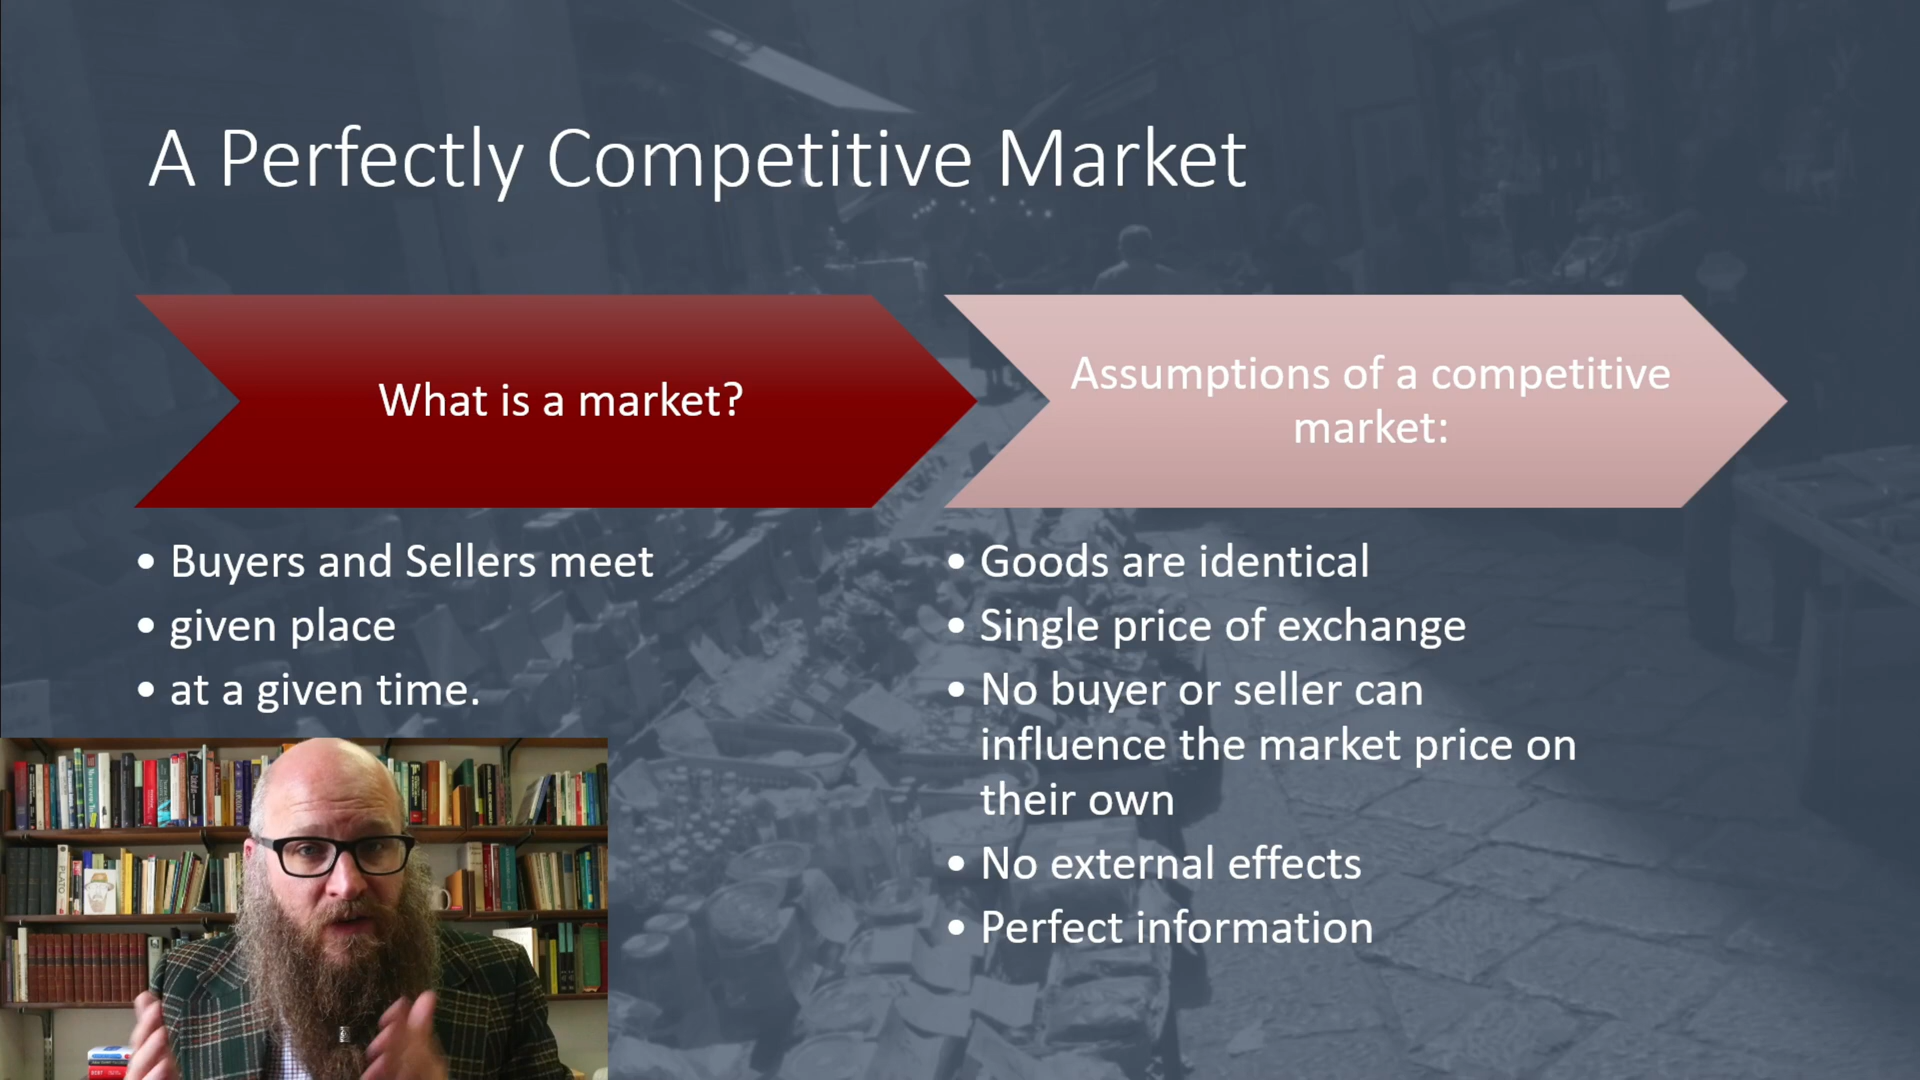 A Perfectly Competitive Market
What is a market?
Assumptions of a competitive
market:
• Buyers and Sellers meet
• given place
• at a given time.
• Goods are identical
• Single price of exchange
• No buyer or seller can
influence the market price on
their own
• No external effects
• Perfect information
PLATO